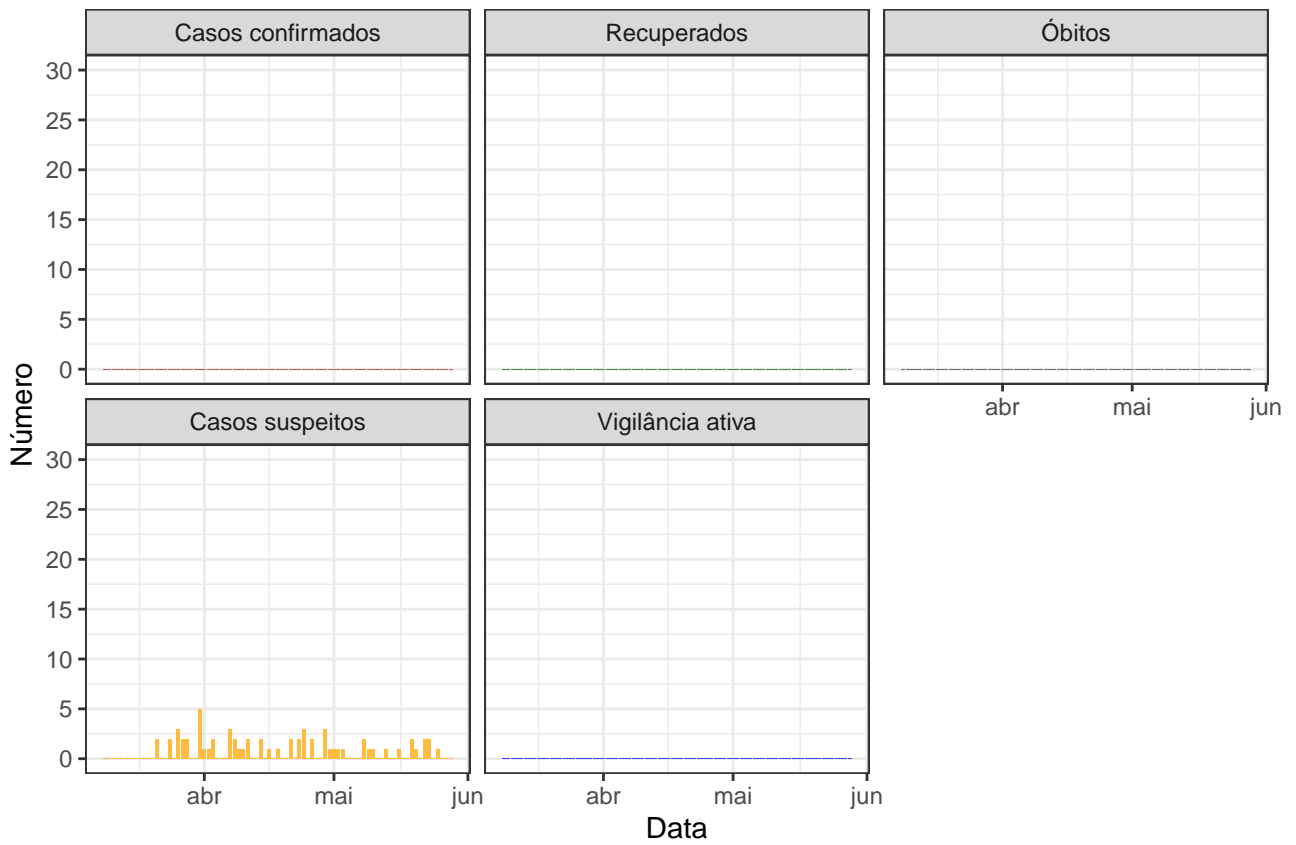 Casos confirmados
Recuperados
Óbitos
30
25
20
15
10
5
0
abr
mai
jun
Número
Casos suspeitos
Vigilância ativa
30
25
20
15
10
5
0
abr
mai
jun
abr
mai
jun
Data